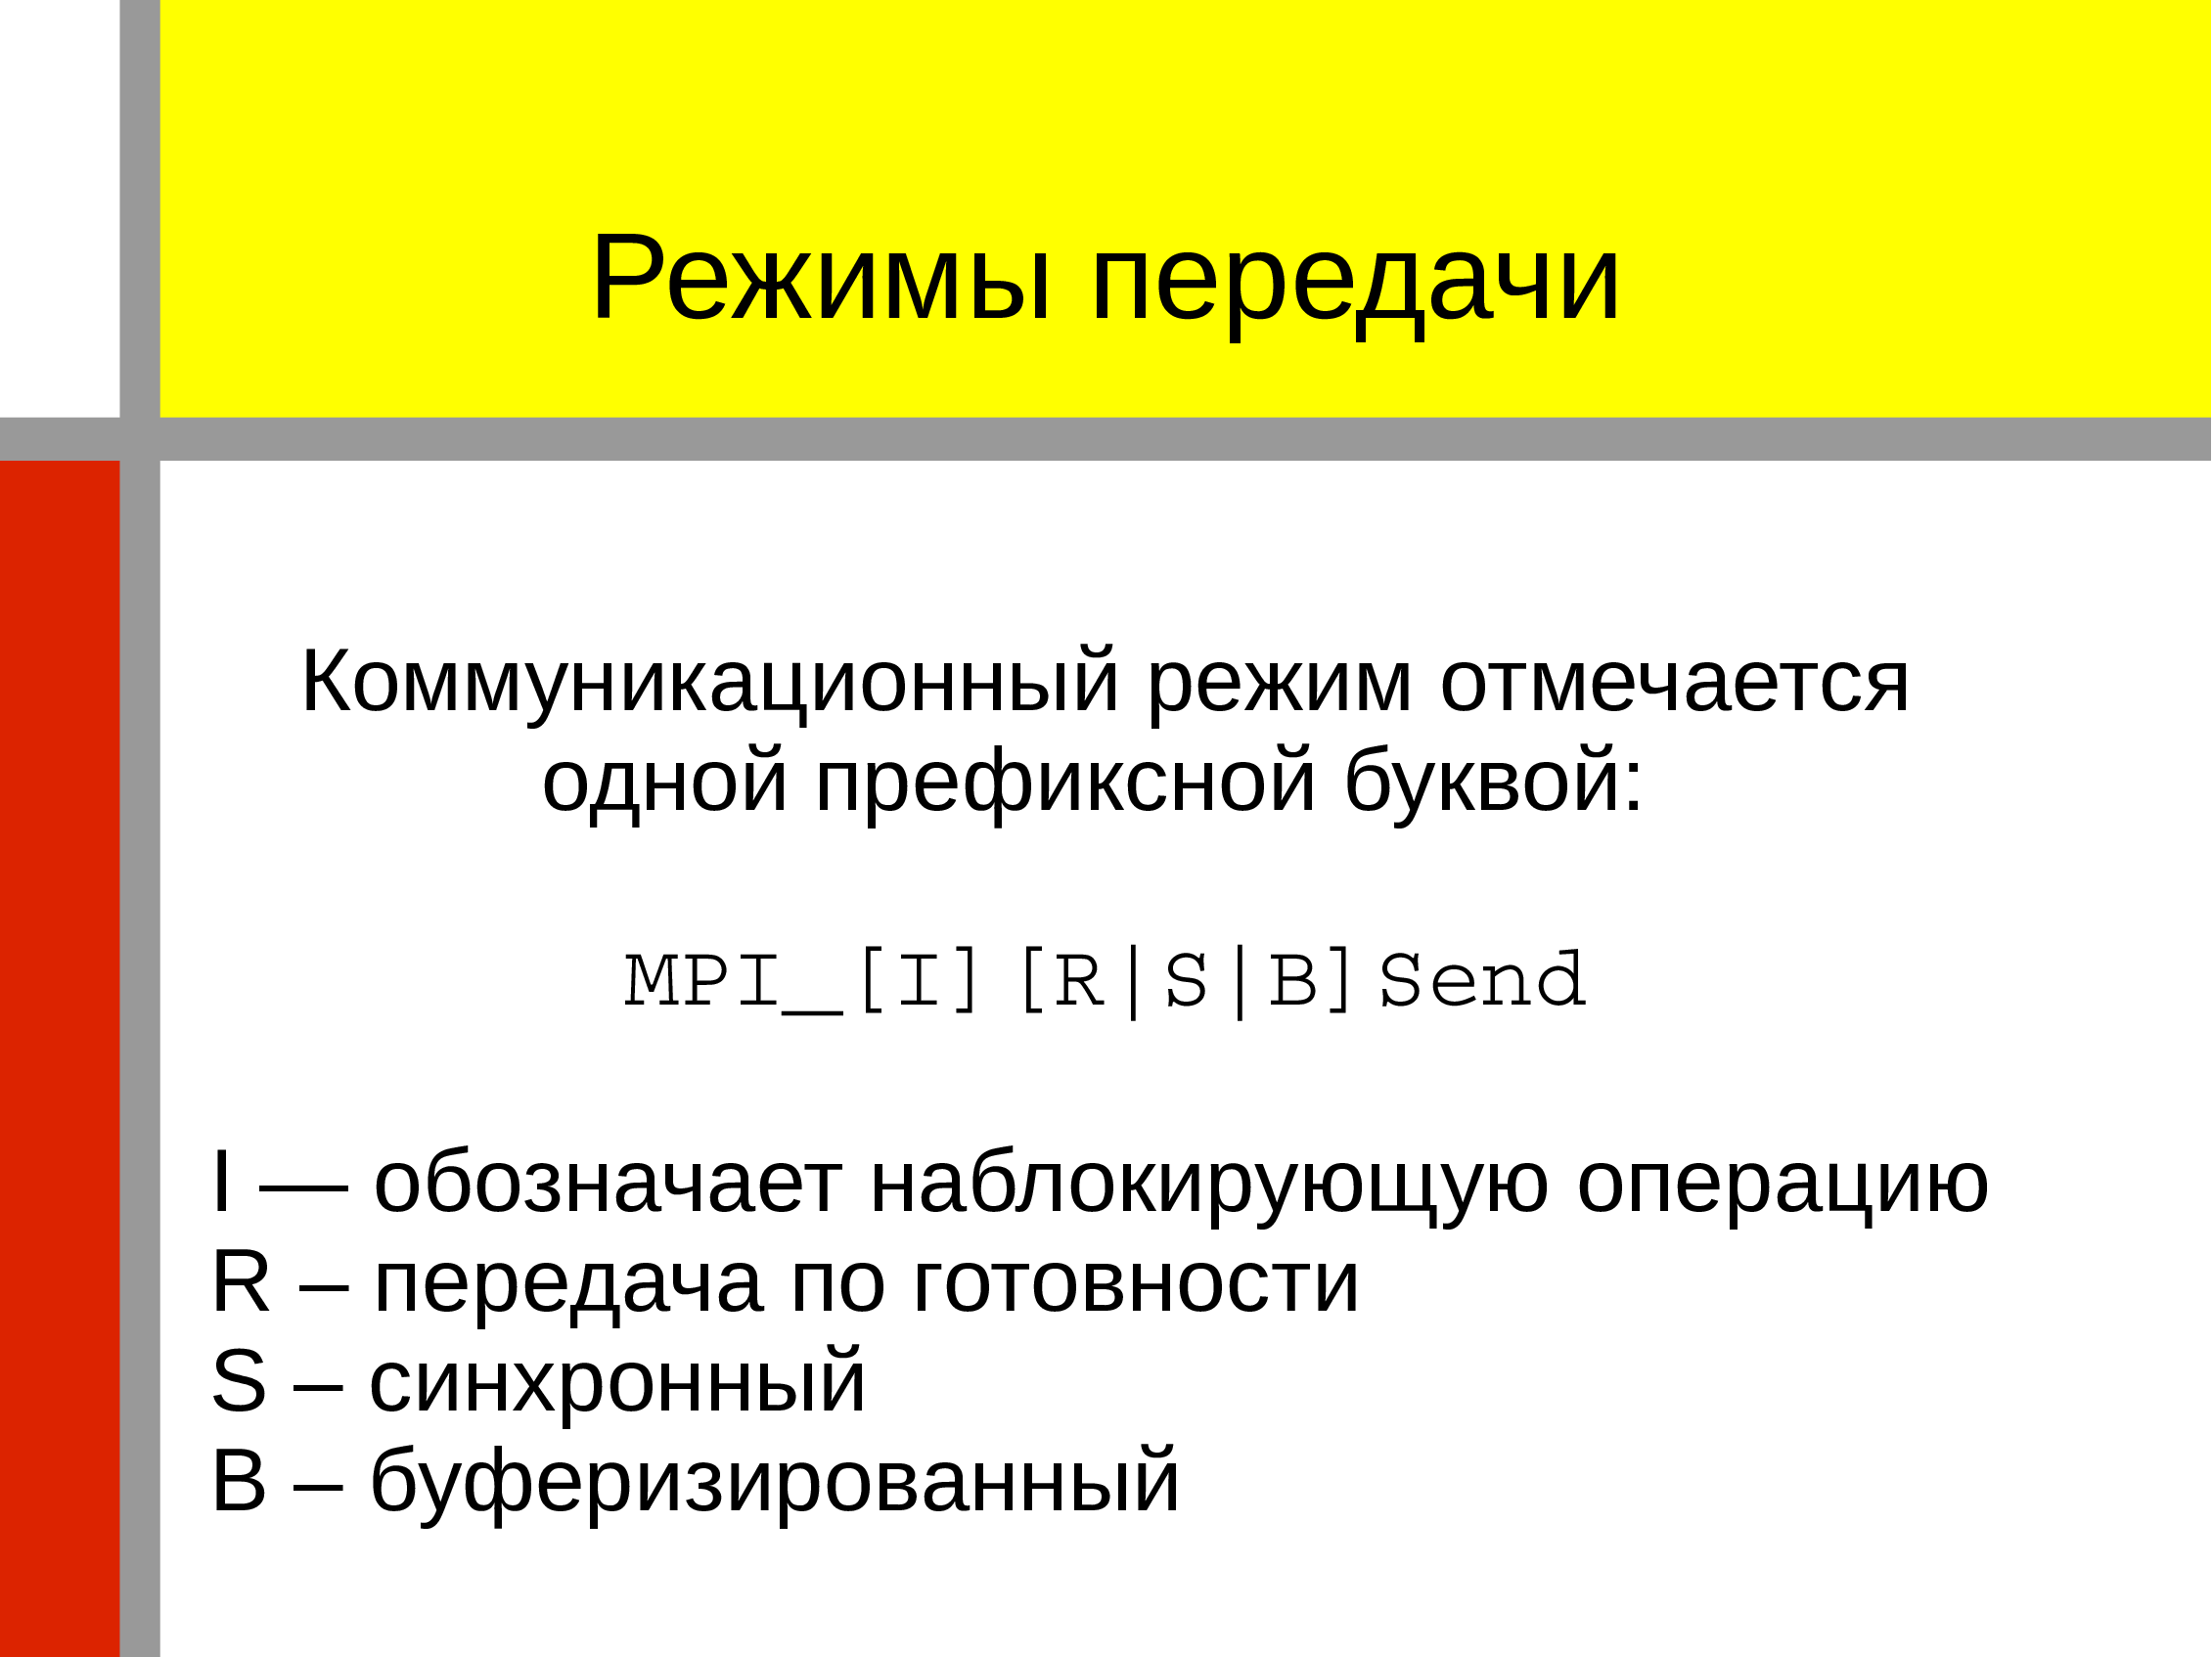 Режимы передачи
Коммуникационный режим отмечается
одной префиксной буквой:
MPI_[I][R|S|B]Send
I — обозначает наблокирующую операцию
R – передача по готовности
S – синхронный
B – буферизированный